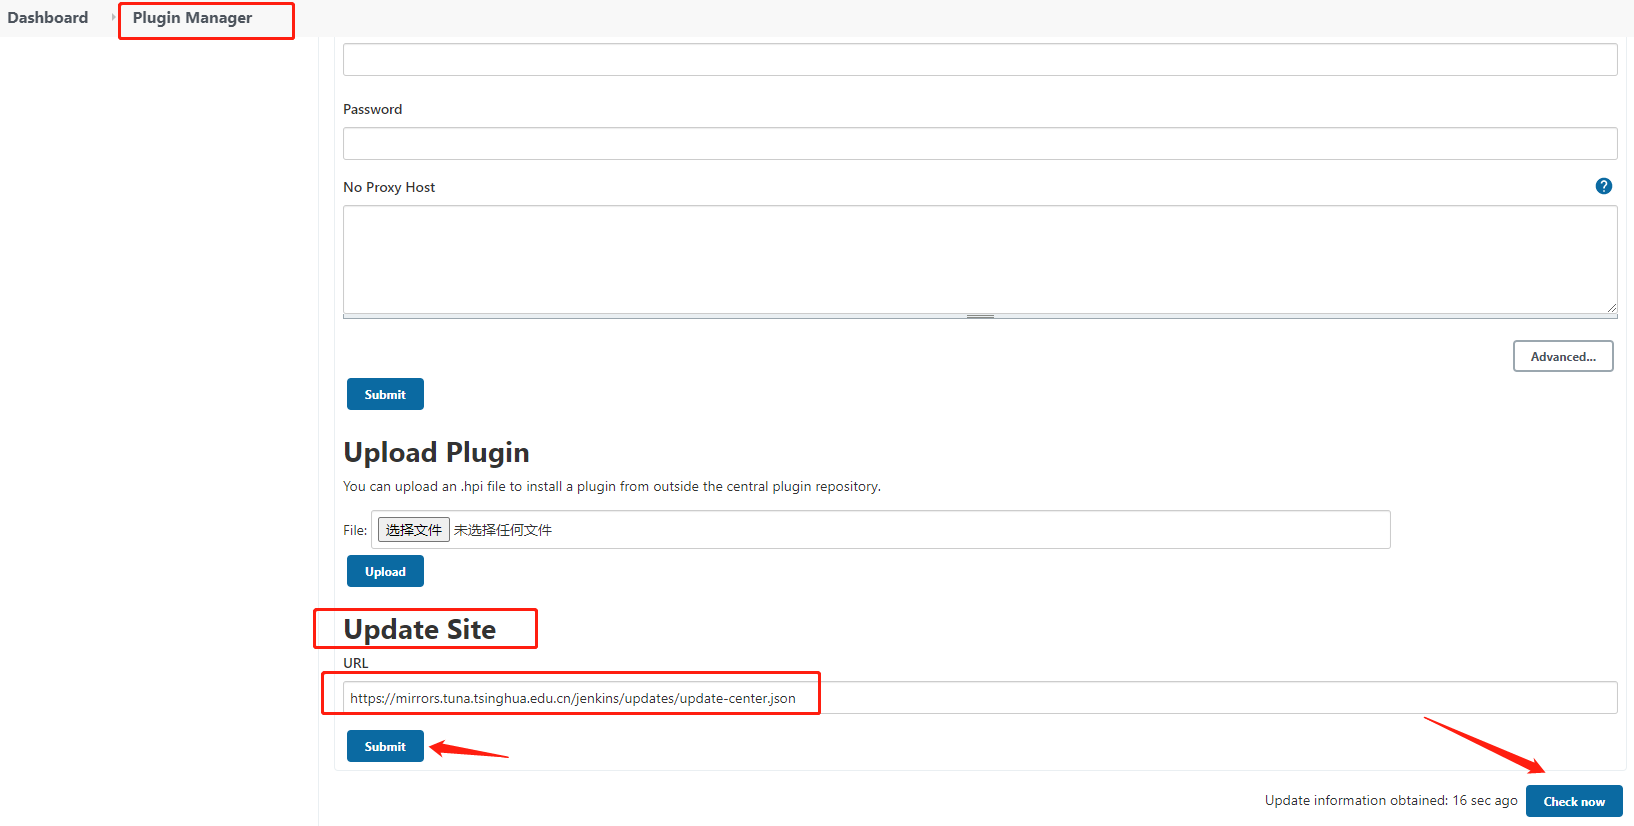 Dashboard
Plugin Manager
Password
No Proxy Host
?
Advanced...
Submit
Upload Plugin
You can upload an .hpi file to install a plugin from outside the central plugin repository.
File: 选择文件 未选择任何文件
Upload
Update Site
URL
https://mirrors.tuna.tsinghua.edu.cn/jenkins/updates/update-center.json
Submit
Update information obtained: 16 sec ago
Check now